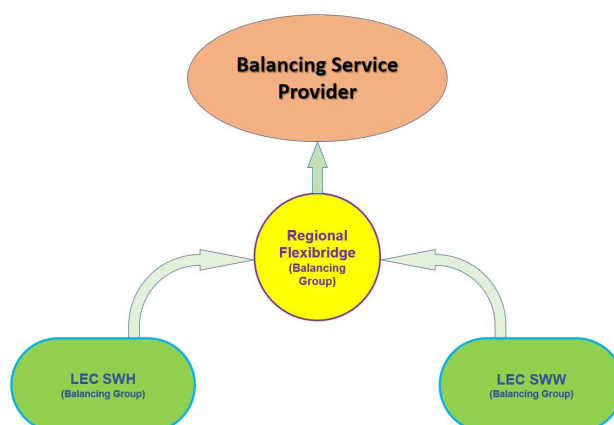 Balancing Service
Provider
Regional
Flexibridge
(Balancing
Group)
LEC SWH
(Balancing Group)
LEC SWW
(Balancing Group)